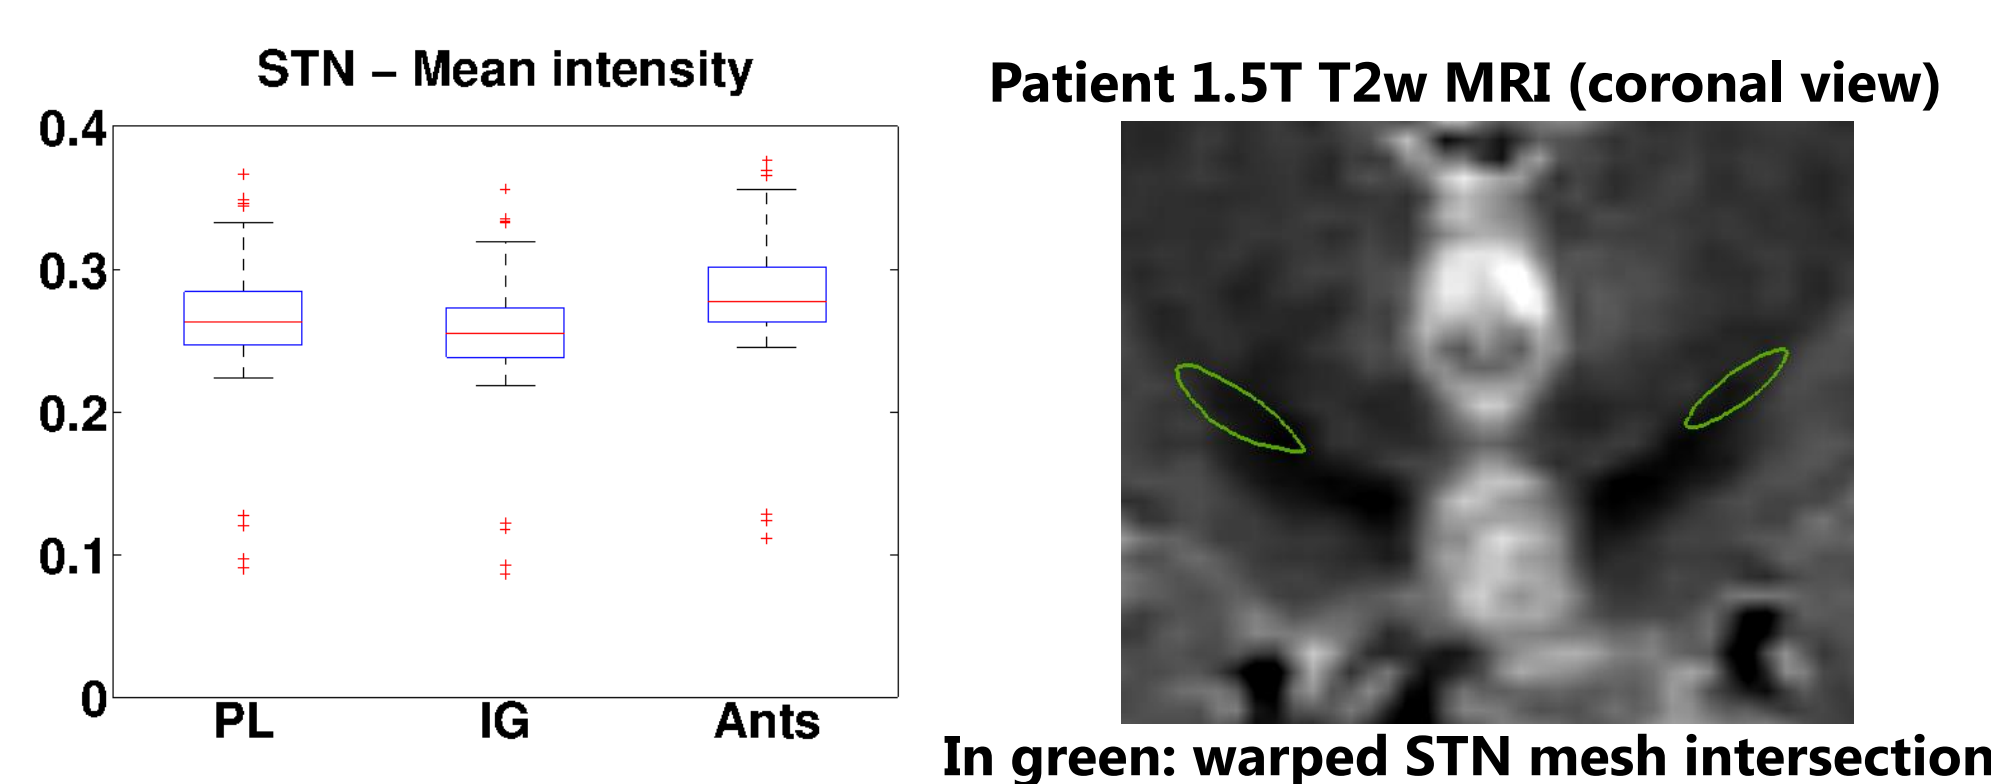 STN – Mean intensity
0.4
0.3
0.2
0.1
0
PL IG Ants
Patient 1.5T T2w MRI (coronal view)
In green: warped STN mesh intersection